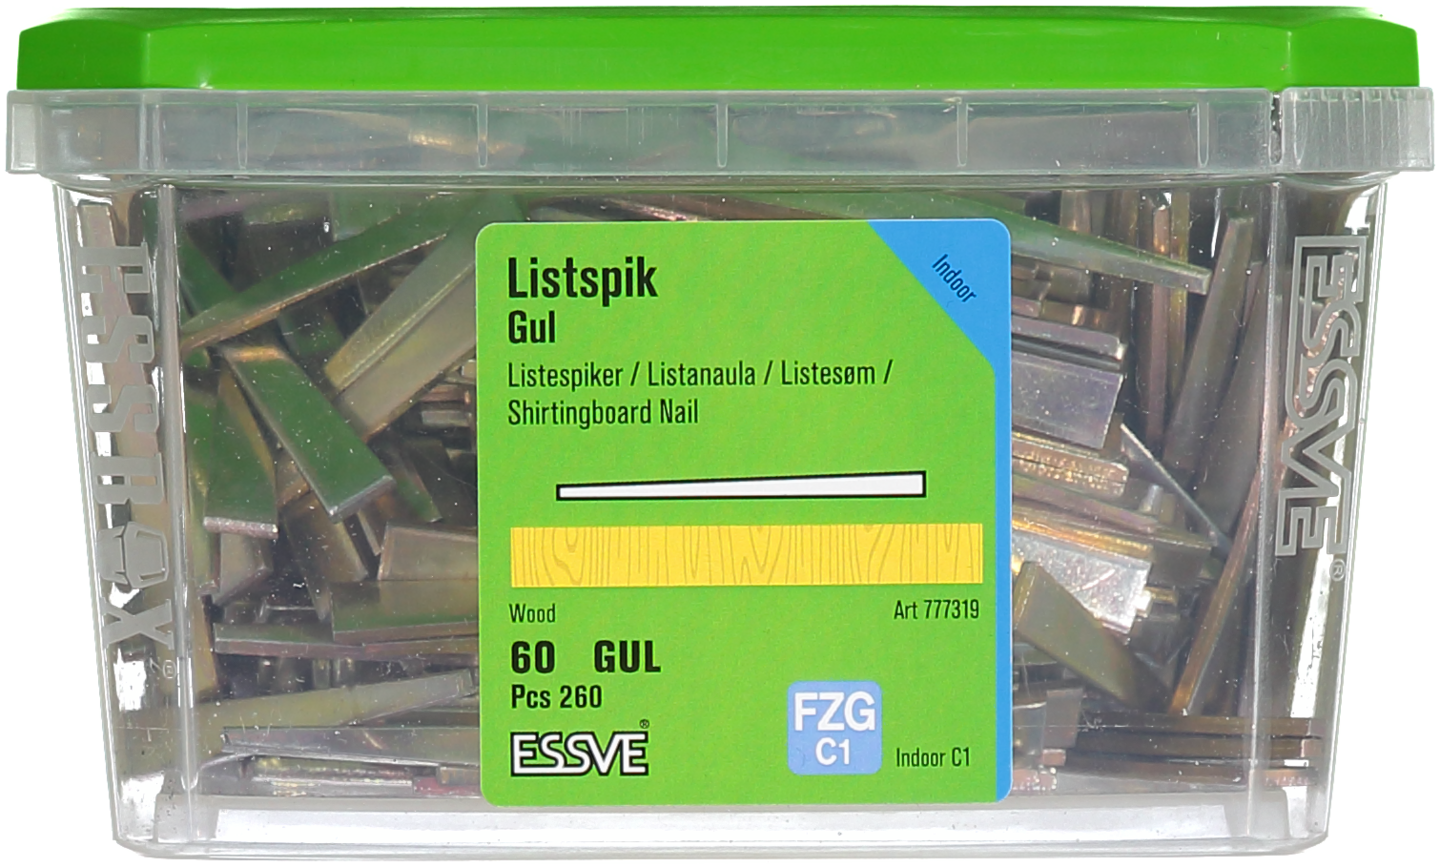 Listspik
Gul
Indoor
Listespiker / Listanaula / Listesøm /
Shirtingboard Nail
Wood
Art 777319
60 GUL
Pcs 260
ESSVE®
FZG
C1
Indoor C1
ESSVE®
ESSBOX®